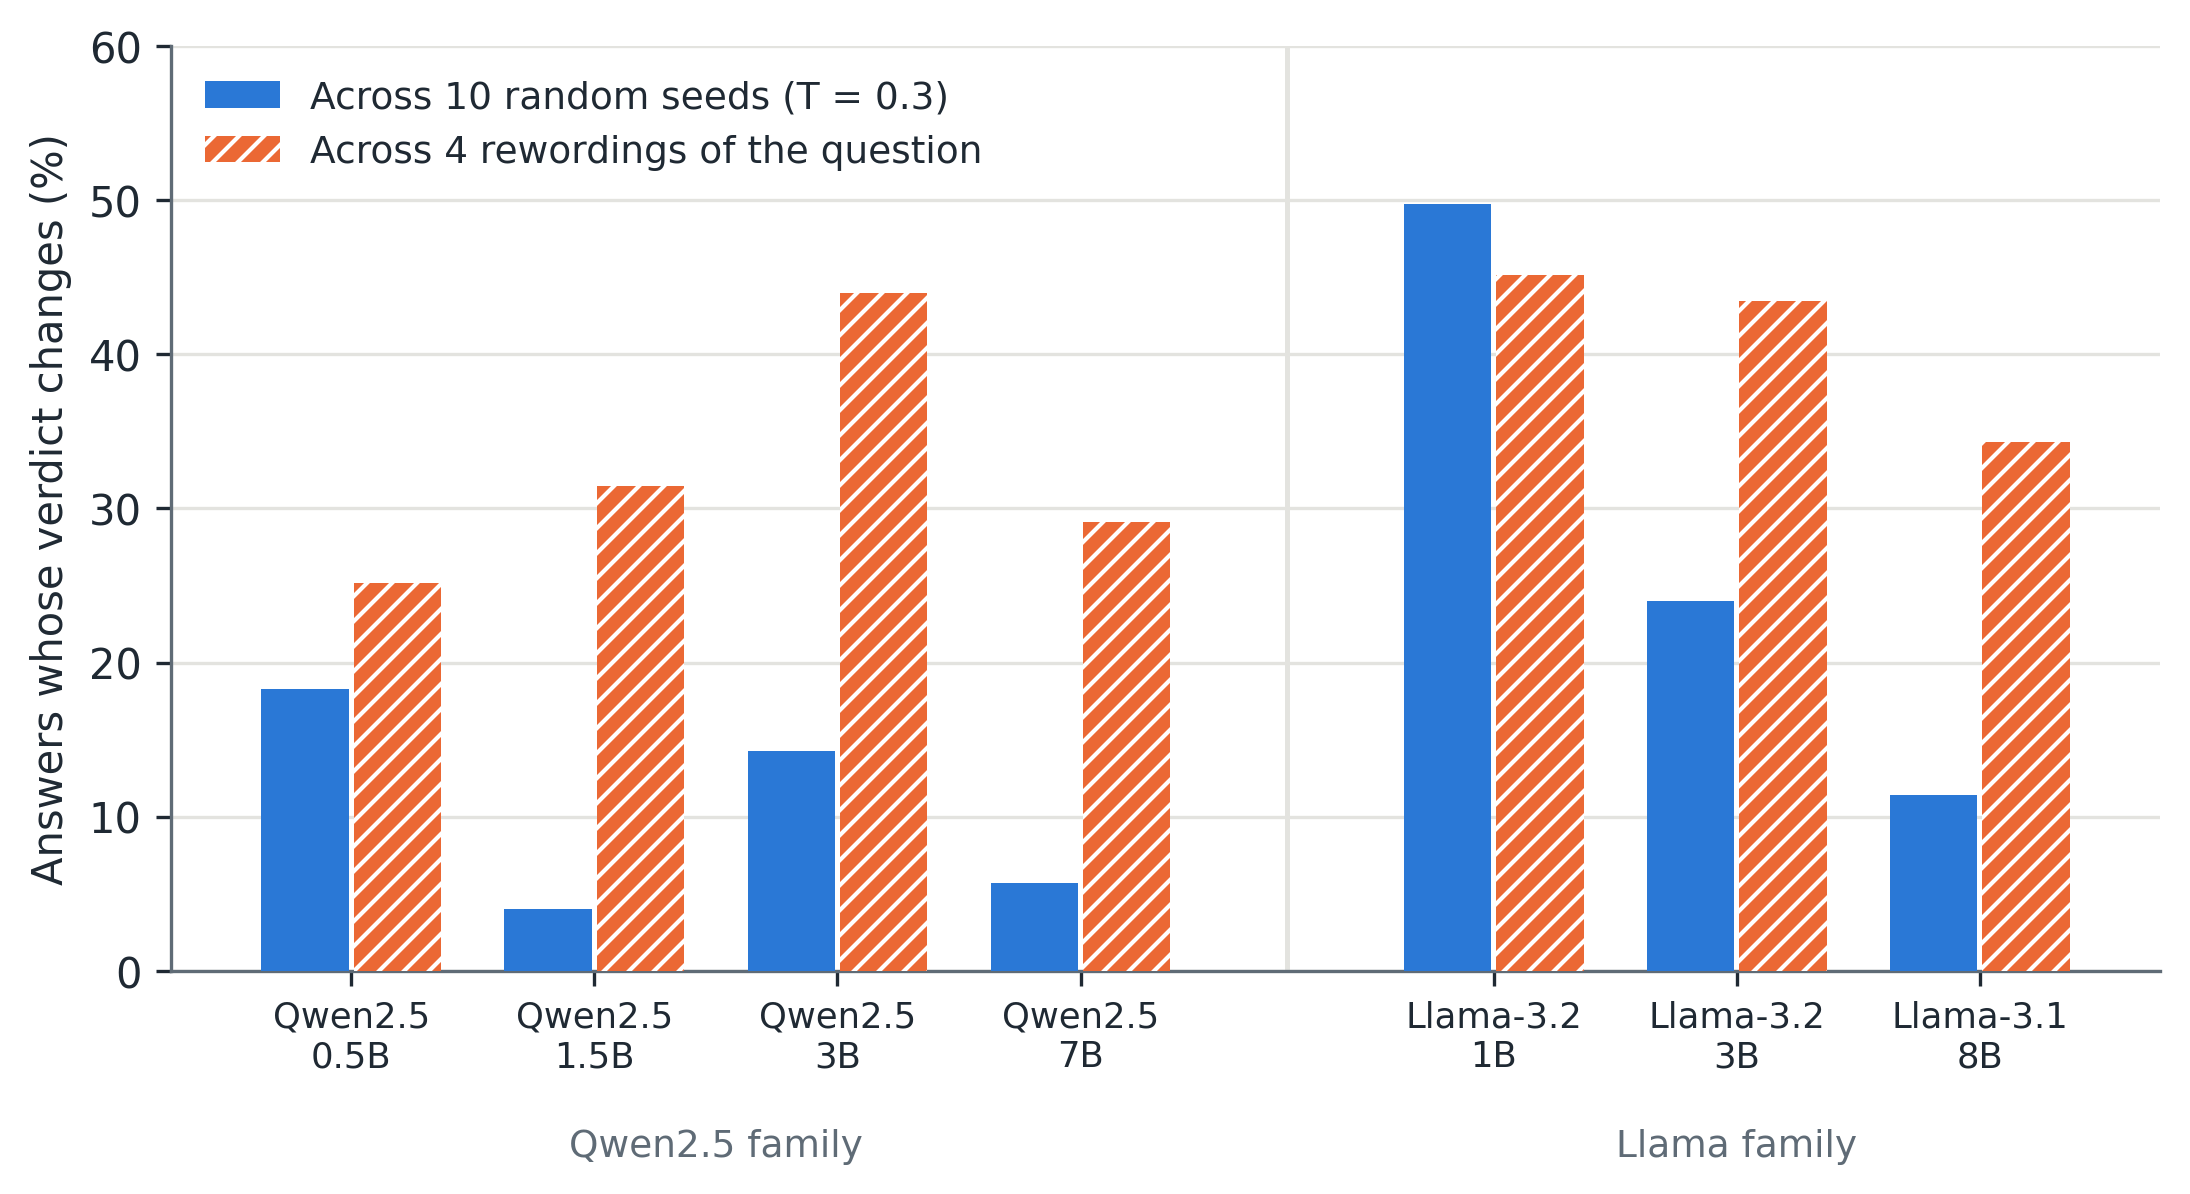 Answers whose verdict changes (%)
60
50
40
30
20
10
0
Across 10 random seeds (T = 0.3)
Across 4 rewordings of the question
Qwen2.5
0.5B
Qwen2.5
1.5B
Qwen2.5
3B
Qwen2.5
7B
Llama-3.2
1B
Llama-3.2
3B
Llama-3.1
8B
Qwen2.5 family
Llama family